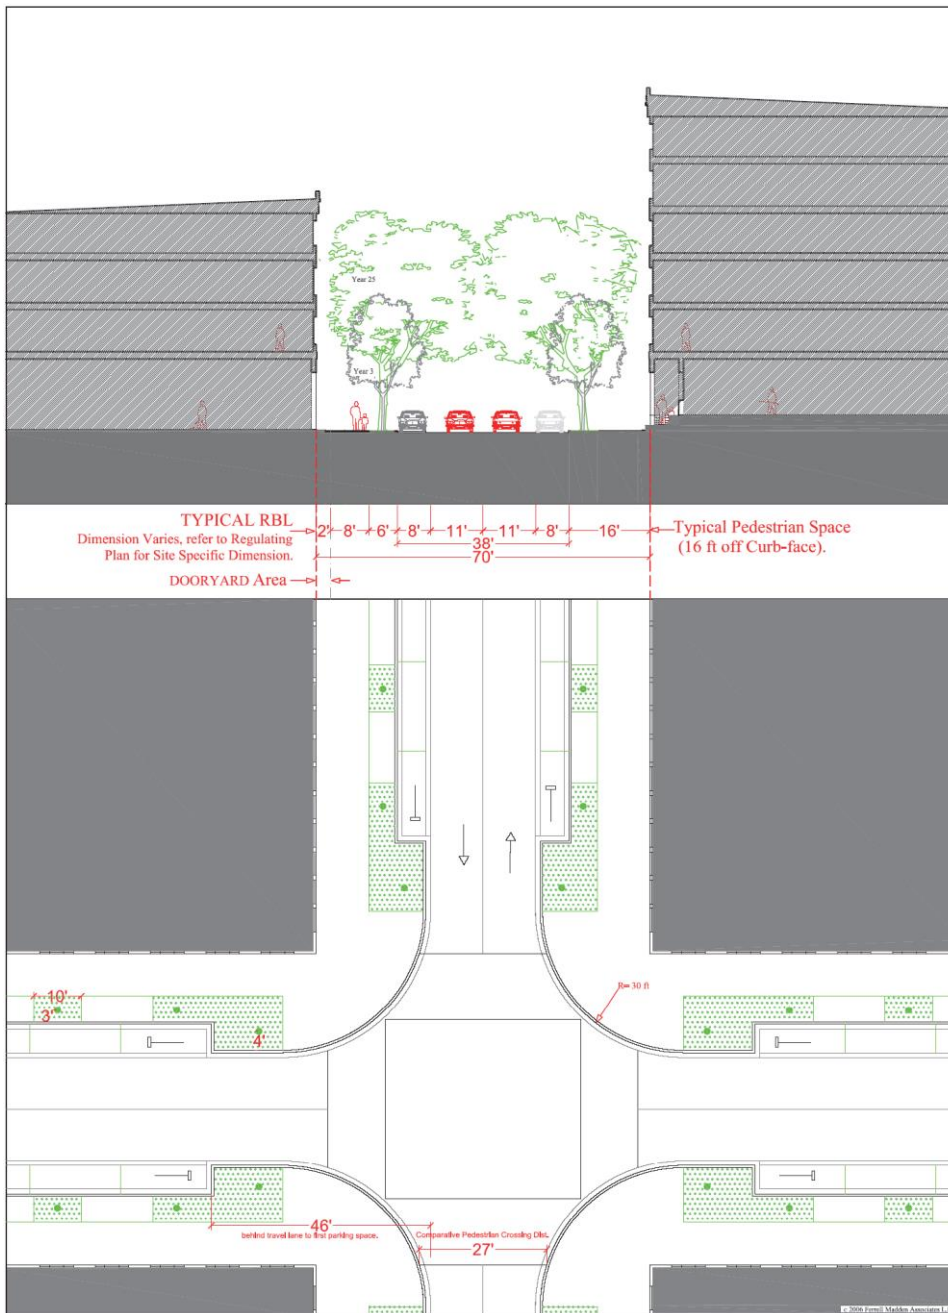 Year 25
Year 3
TYPICAL RBL
Dimension Varies, refer to Regulating
Plan for Site Specific Dimension.
DOORYARD Area
2' 8' 6' 8' 11' 11' 8' 16'
38'
70'
Typical Pedestrian Space
(16 ft off Curb-face).
R= 30 ft
10'
3'
4'
46'
behind travel lane to first parking space.
Comparative Pedestrian Crossing Dist.
27'
c 2006 Ferrell Madden Associates L